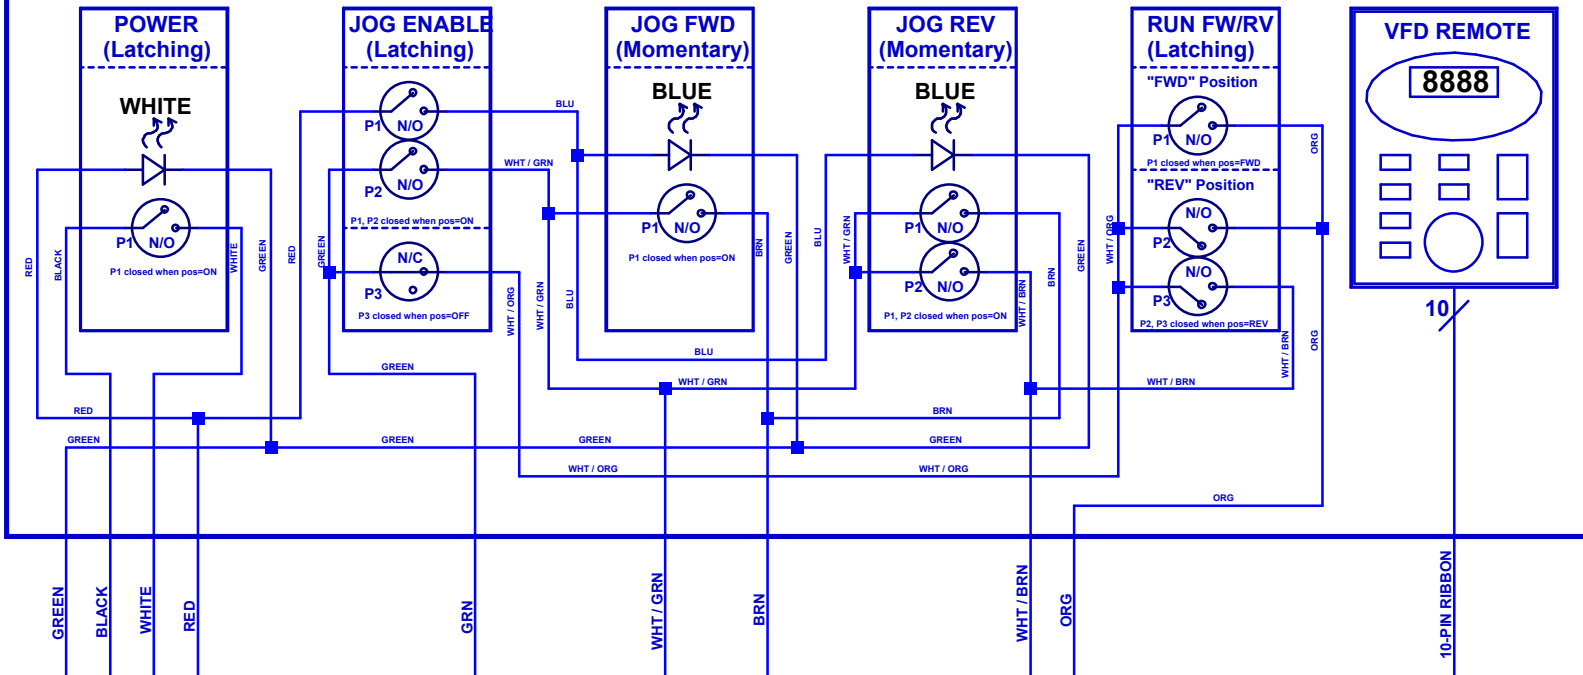 POWER
(Latching)
WHITE
P1
N/O
P1 closed when pos=ON
RED
BLACK
WHITE
GREEN
JOG ENABLE
(Latching)
P1
N/O
P2
N/O
P1, P2 closed when pos=ON
N/C
P3
P3 closed when pos=OFF
RED
GREEN
BLU
WHT / GRN
WHT / ORG
WHT / GRN
BLU
JOG FWD
(Momentary)
BLUE
P1
N/O
P1 closed when pos=ON
BRN
GREEN
BLU
WHT / GRN
JOG REV
(Momentary)
BLUE
P1
N/O
P2
N/O
P1, P2 closed when pos=ON
WHT / BRN
BRN
GREEN
WHT / ORG
RUN FW/RV
(Latching)
"FWD" Position
P1
N/O
P1 closed when pos=FWD
"REV" Position
N/O
P2
N/O
P3
P2, P3 closed when pos=REV
WHT / BRN
ORG
ORG
VFD REMOTE
8888
10
BLU
GREEN
WHT / GRN
WHT / BRN
RED
BRN
GREEN
GREEN
GREEN
GREEN
WHT / ORG
WHT / ORG
ORG
GREEN
BLACK
WHITE
RED
GRN
WHT / GRN
BRN
WHT / BRN
ORG
10-PIN RIBBON